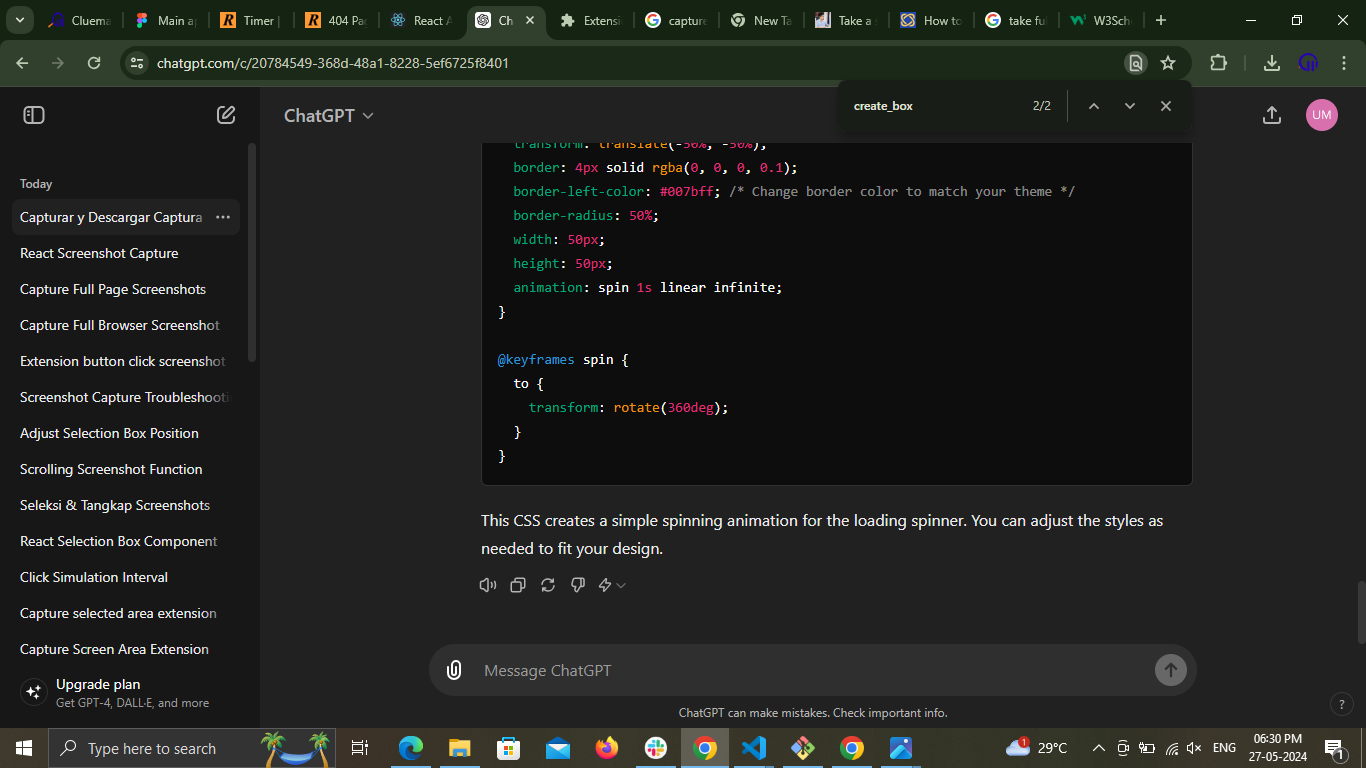 Cluema
Main a
Timer |
404 Pa
React A
Ch
Extensi
capture
New Ta
Take a s
How to
take ful
W3Sch
chatgpt.com/c/20784549-368d-48a1-8228-5ef6725f8401
create_box 2/2
ChatGPT
UM
Today
Capturar y Descargar Captura
React Screenshot Capture
Capture Full Page Screenshots
Capture Full Browser Screenshot
Extension button click screenshot
Screenshot Capture Troubleshooti
Adjust Selection Box Position
Scrolling Screenshot Function
Seleksi & Tangkap Screenshots
React Selection Box Component
Click Simulation Interval
Capture selected area extension
Capture Screen Area Extension
Upgrade plan
Get GPT-4, DALL·E, and more
transform: translate(-50%, -50%);
border: 4px solid rgba(0, 0, 0, 0.1);
border-left-color: #007bff; /* Change border color to match your theme */
border-radius: 50%;
width: 50px;
height: 50px;
animation: spin 1s linear infinite;
}
@keyframes spin {
to {
transform: rotate(360deg);
}
}
This CSS creates a simple spinning animation for the loading spinner. You can adjust the styles as
needed to fit your design.
Message ChatGPT
ChatGPT can make mistakes. Check important info.
?
Type here to search
1
29°C
ENG
06:30 PM
27-05-2024
1